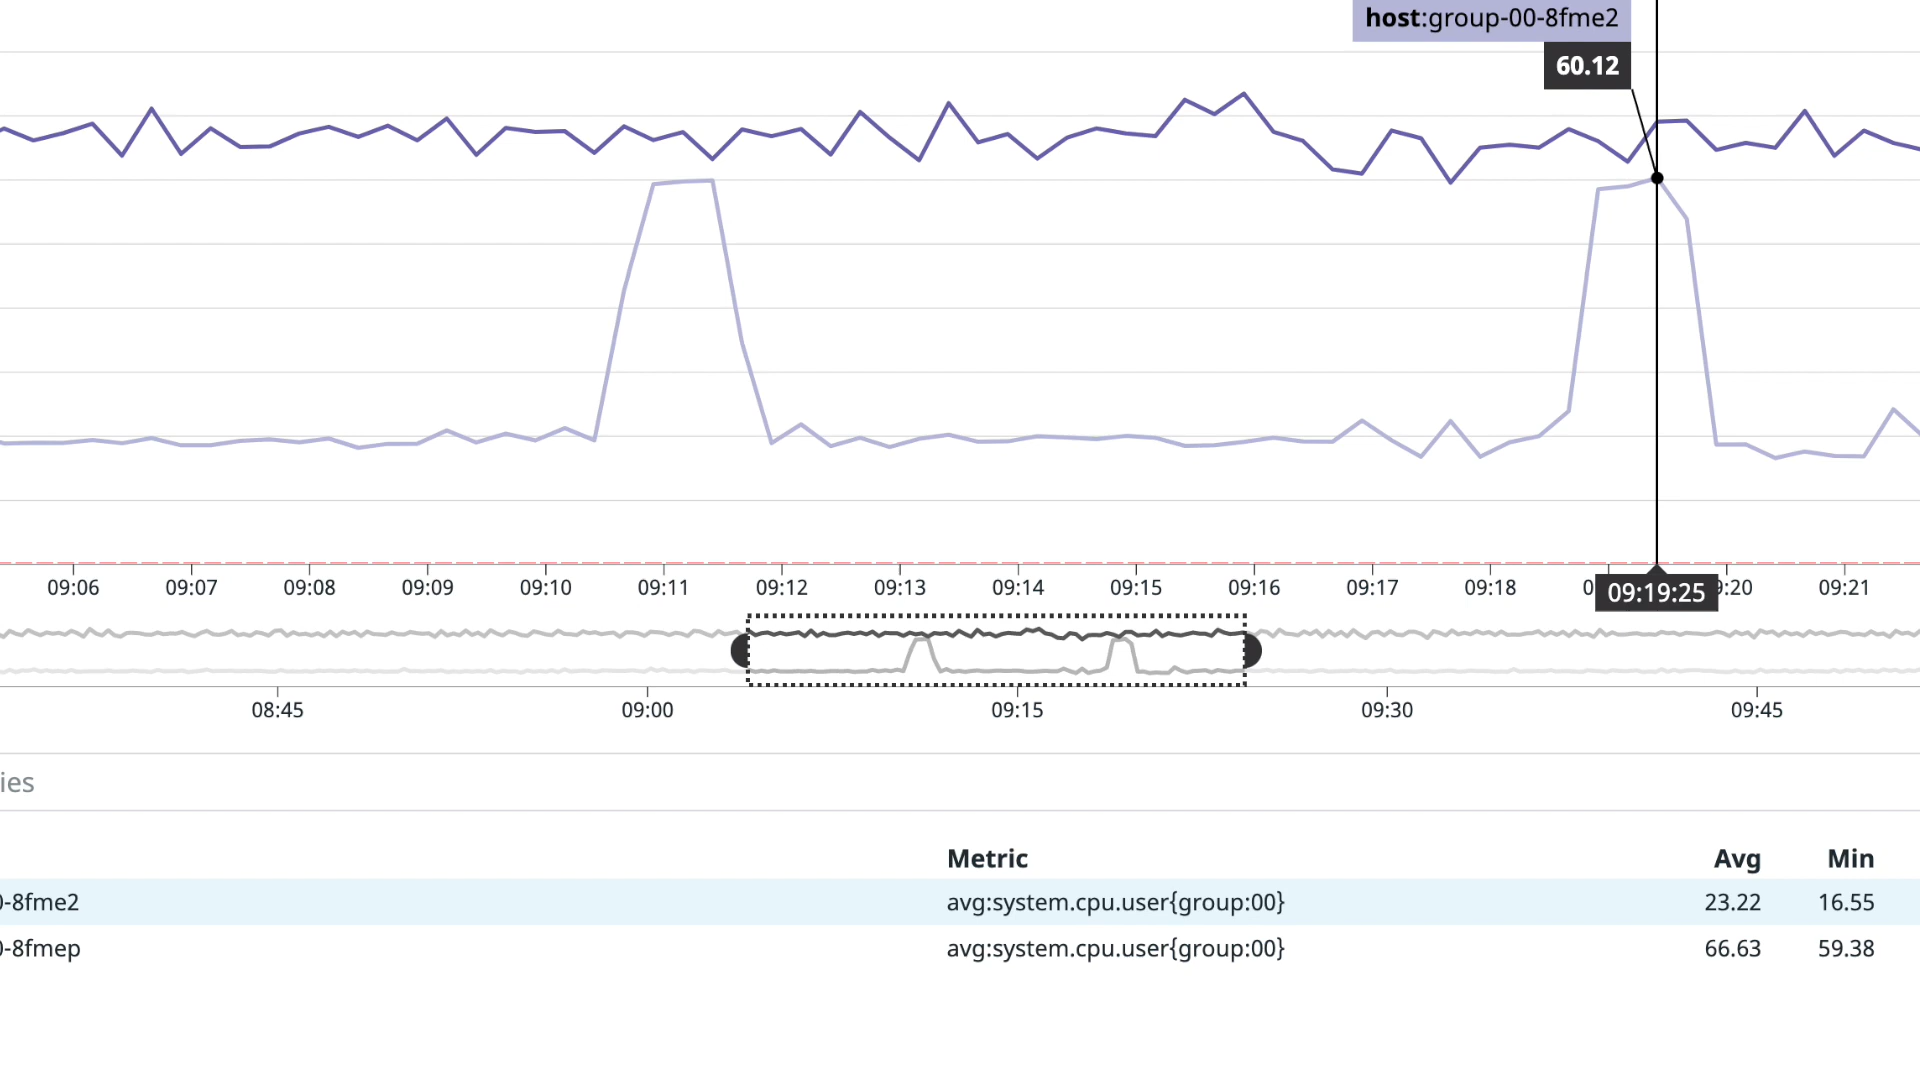 host:group-00-8fme2
60.12
09:06 09:07 09:08 09:09 09:10 09:11 09:12 09:13 09:14 09:15 09:16 09:17 09:18 09:19:25 :20 09:21
08:45 09:00 09:15 09:30 09:45
ies
Metric Avg Min
0-8fme2 avg:system.cpu.user{group:00} 23.22 16.55
0-8fmep avg:system.cpu.user{group:00} 66.63 59.38